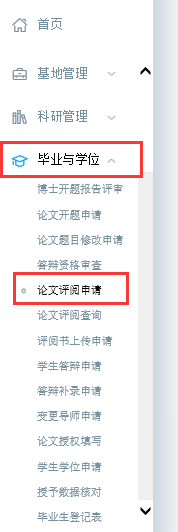 首页
基地管理
科研管理
毕业与学位
博士开题报告评审
论文开题申请
论文题目修改申请
答辩资格审查
论文评阅申请
论文评阅查询
评阅书上传申请
学生答辩申请
答辩补录申请
变更导师申请
论文授权填写
学生学位申请
授予数据核对
毕业生登记表